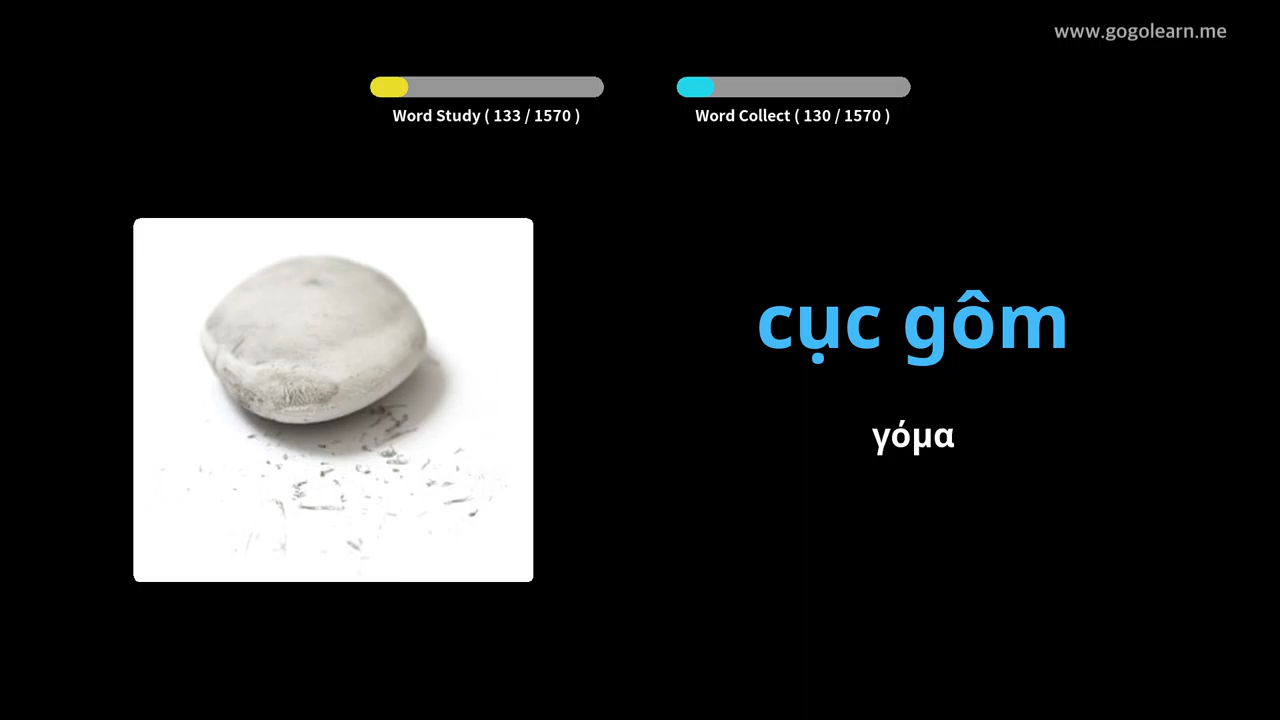 www.gogolearn.me
Word Study ( 133 / 1570 )
Word Collect ( 130 / 1570 )
cục gôm
γόμα